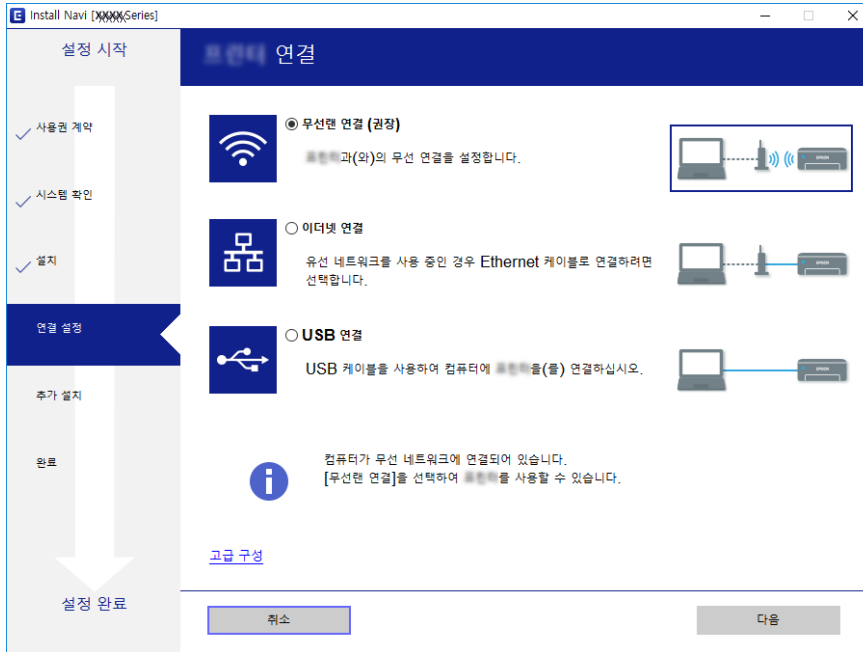 Install Navi [XXXX Series]
설정 시작
연결
사용권 계약
무선랜 연결 (권장)
과(와)의 무선 연결을 설정합니다.
EPSON
시스템 확인
이더넷 연결
유선 네트워크를 사용 중인 경우 Ethernet 케이블로 연결하려면
선택합니다.
EPSON
설치
연결 설정
USB 연결
USB 케이블을 사용하여 컴퓨터에 을(를) 연결하십시오.
EPSON
추가 설치
완료
컴퓨터가 무선 네트워크에 연결되어 있습니다.
[무선랜 연결]을 선택하여 를 사용할 수 있습니다.
고급 구성
설정 완료
취소
다음